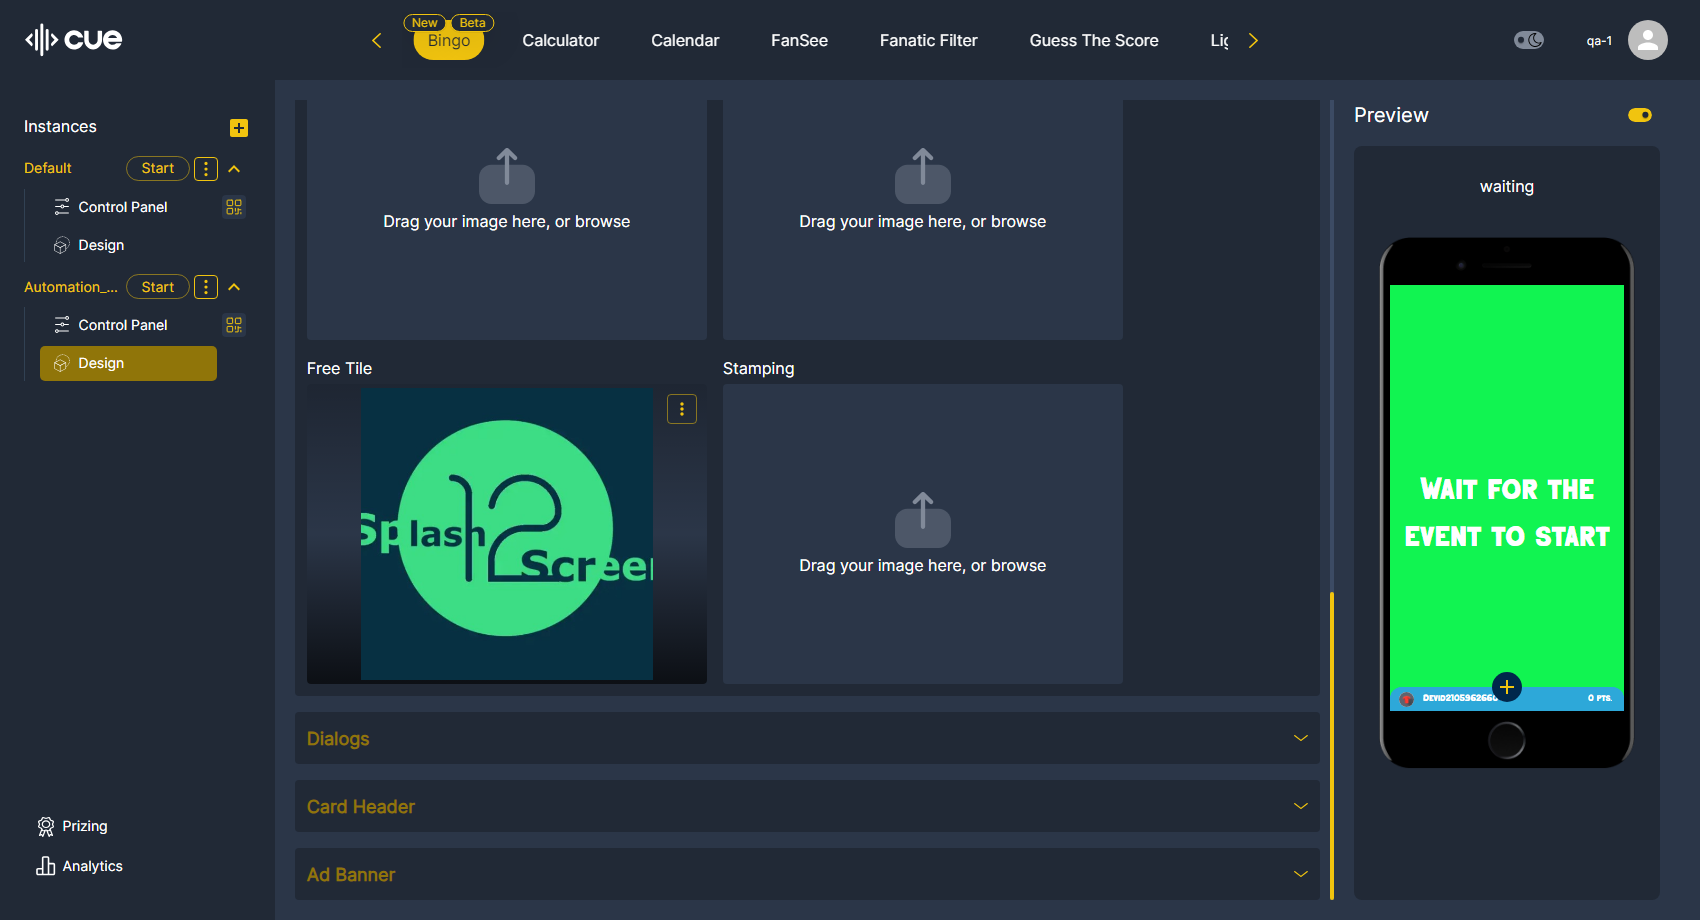 cue
New
Beta
Bingo
Calculator
Calendar
FanSee
Fanatic Filter
Guess The Score
qa-1
Instances
Default
Start
Control Panel
Design
Automation_...
Start
Control Panel
Design
Prizing
Analytics
Drag your image here, or browse
Drag your image here, or browse
Free Tile
Stamping
Splash
12
Screen
Drag your image here, or browse
Dialogs
Card Header
Ad Banner
Preview
waiting
WAIT FOR THE
EVENT TO START
0 PTS.